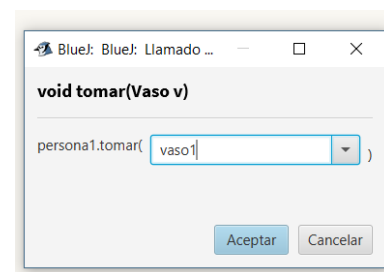 BlueJ: BlueJ: Llamado ...
void tomar(Vaso v)
persona1.tomar( vaso1 )
Aceptar Cancelar